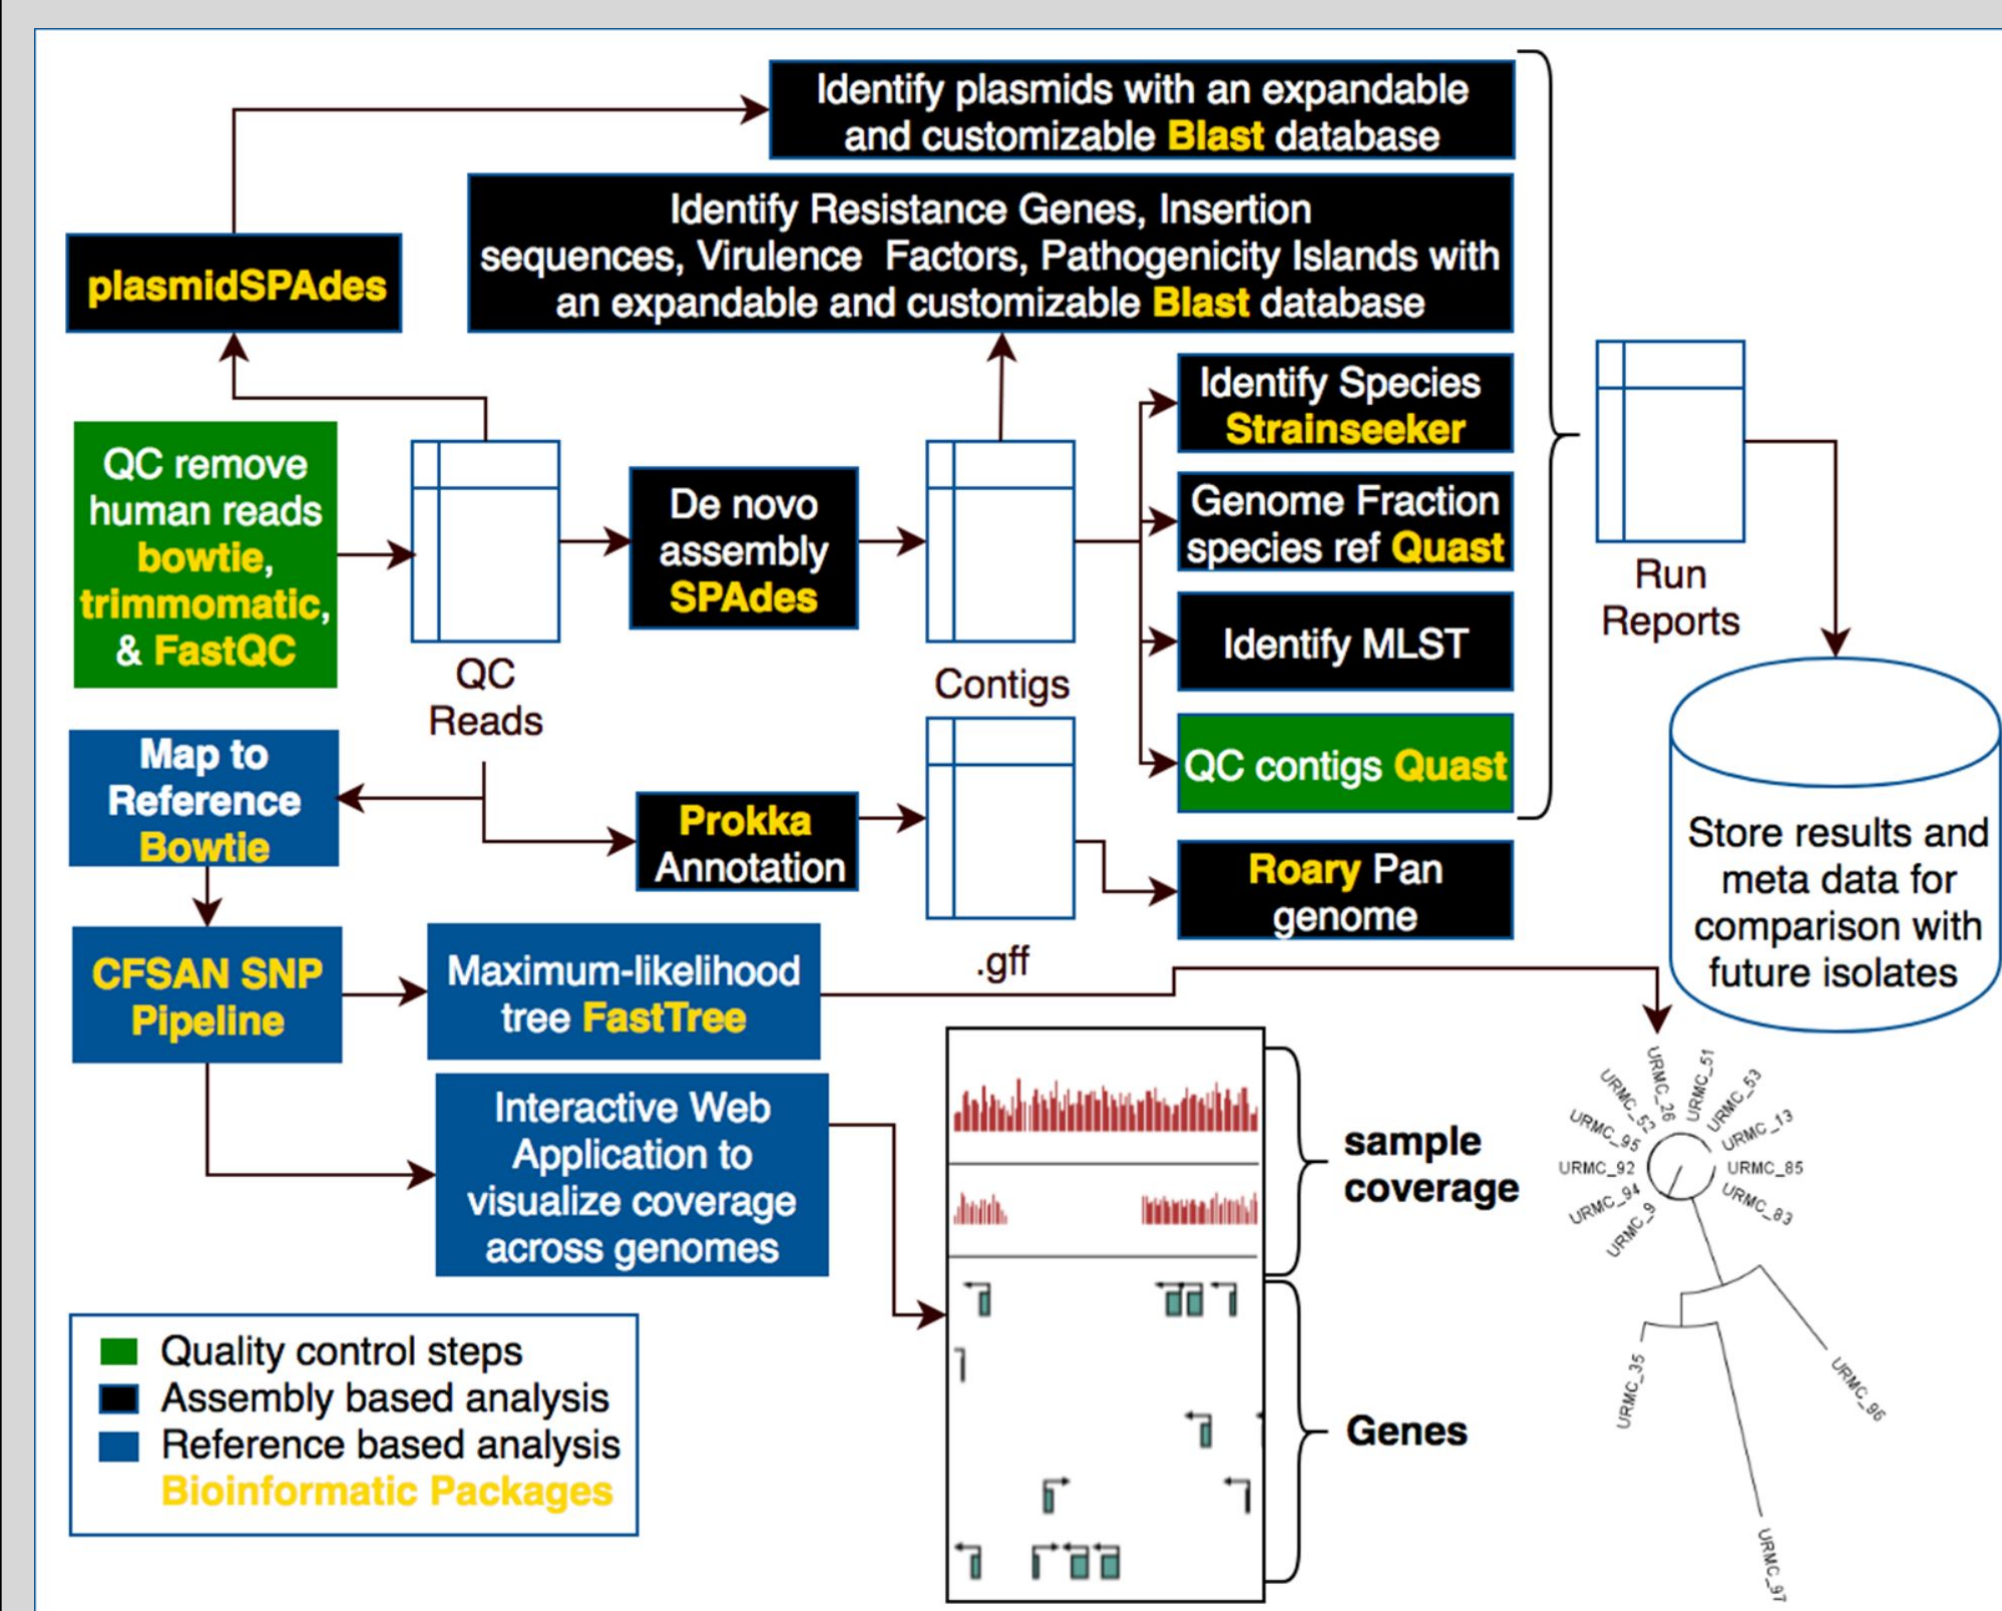 Identify plasmids with an expandable
and customizable Blast database
Identify Resistance Genes, Insertion
sequences, Virulence Factors, Pathogenicity Islands with
an expandable and customizable Blast database
plasmidSPAdes
QC remove
human reads
bowtie,
trimmomatic,
& FastQC
QC
Reads
De novo
assembly
SPAdes
Contigs
Identify Species
Strainseeker
Genome Fraction
species ref Quast
Identify MLST
QC contigs Quast
Run
Reports
Store results and
meta data for
comparison with
future isolates
Map to
Reference
Bowtie
Prokka
Annotation
.gff
Roary Pan
genome
CFSAN SNP
Pipeline
Maximum-likelihood
tree FastTree
Interactive Web
Application to
visualize coverage
across genomes
sample
coverage
Genes
URMC_26
URMC_51
URMC_53
URMC_13
URMC_85
URMC_83
URMC_53
URMC_95
URMC_92
URMC_94
URMC_9
URMC_35
URMC_96
URMC_97
Quality control steps
Assembly based analysis
Reference based analysis
Bioinformatic Packages